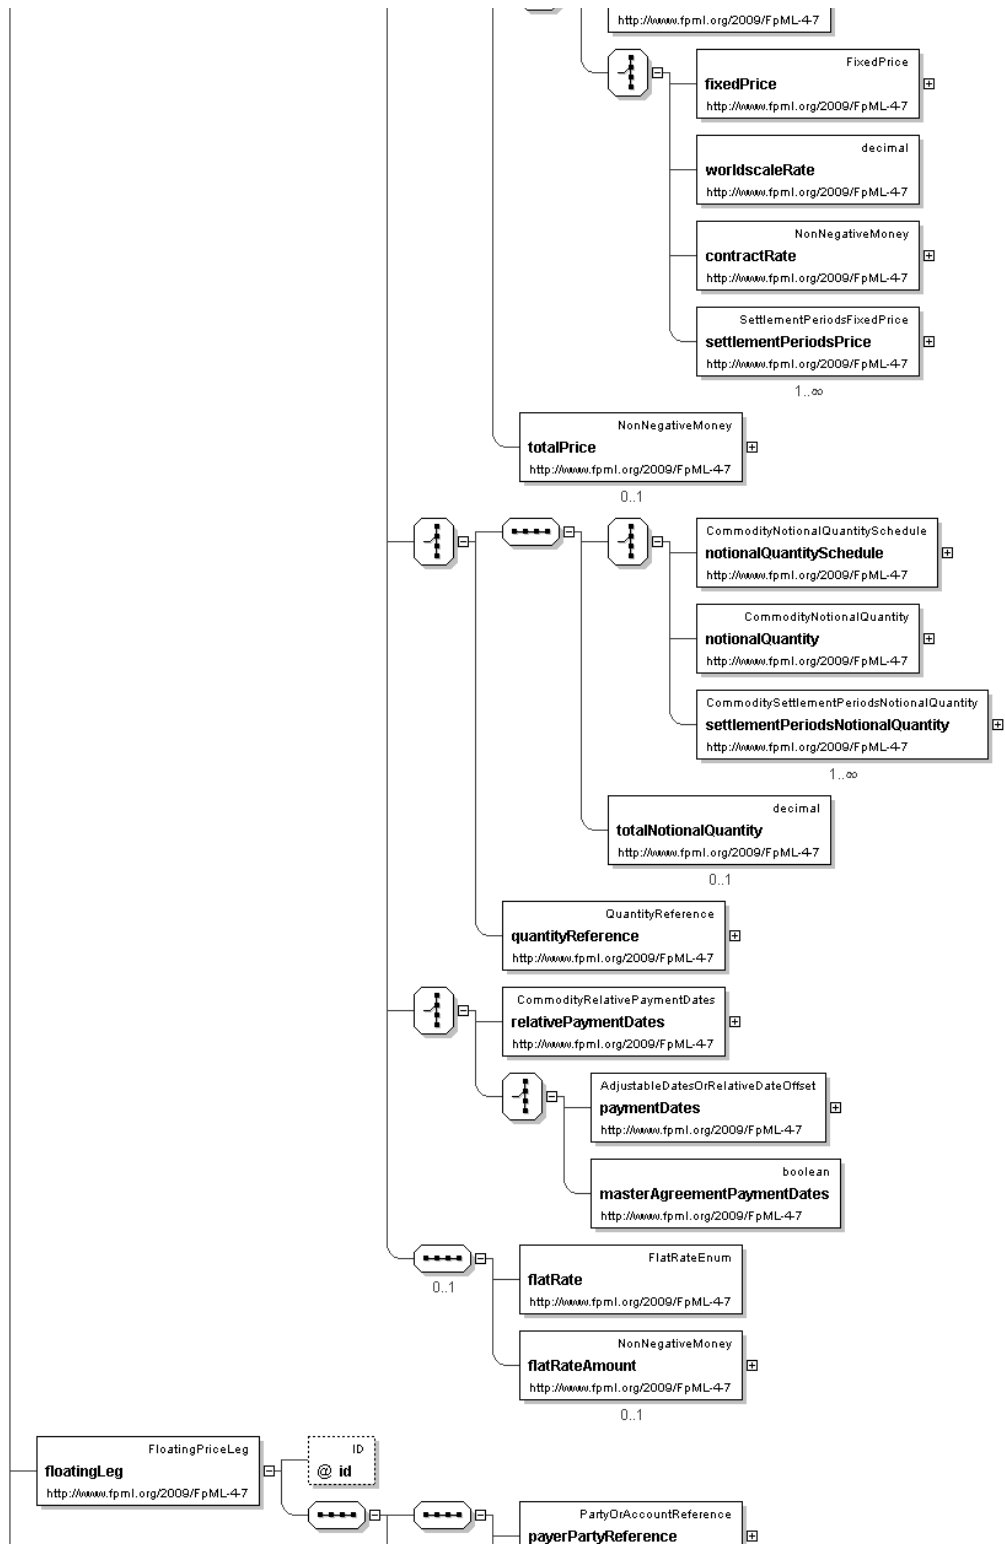 http://www.fpml.org/2009/FpML-4-7
FixedPrice
fixedPrice
http://www.fpml.org/2009/FpML-4-7
decimal
worldscaleRate
http://www.fpml.org/2009/FpML-4-7
NonNegativeMoney
contractRate
http://www.fpml.org/2009/FpML-4-7
SettlementPeriodsFixedPrice
settlementPeriodsPrice
http://www.fpml.org/2009/FpML-4-7
1..∞
NonNegativeMoney
totalPrice
http://www.fpml.org/2009/FpML-4-7
0..1
CommodityNotionalQuantitySchedule
notionalQuantitySchedule
http://www.fpml.org/2009/FpML-4-7
CommodityNotionalQuantity
notionalQuantity
http://www.fpml.org/2009/FpML-4-7
CommoditySettlementPeriodsNotionalQuantity
settlementPeriodsNotionalQuantity
http://www.fpml.org/2009/FpML-4-7
1..∞
decimal
totalNotionalQuantity
http://www.fpml.org/2009/FpML-4-7
0..1
QuantityReference
quantityReference
http://www.fpml.org/2009/FpML-4-7
CommodityRelativePaymentDates
relativePaymentDates
http://www.fpml.org/2009/FpML-4-7
AdjustableDatesOrRelativeDateOffset
paymentDates
http://www.fpml.org/2009/FpML-4-7
boolean
masterAgreementPaymentDates
http://www.fpml.org/2009/FpML-4-7
0..1
FlatRateEnum
flatRate
http://www.fpml.org/2009/FpML-4-7
NonNegativeMoney
flatRateAmount
http://www.fpml.org/2009/FpML-4-7
0..1
FloatingPriceLeg
floatingLeg
http://www.fpml.org/2009/FpML-4-7
ID
@ id
PartyOrAccountReference
payerPartyReference